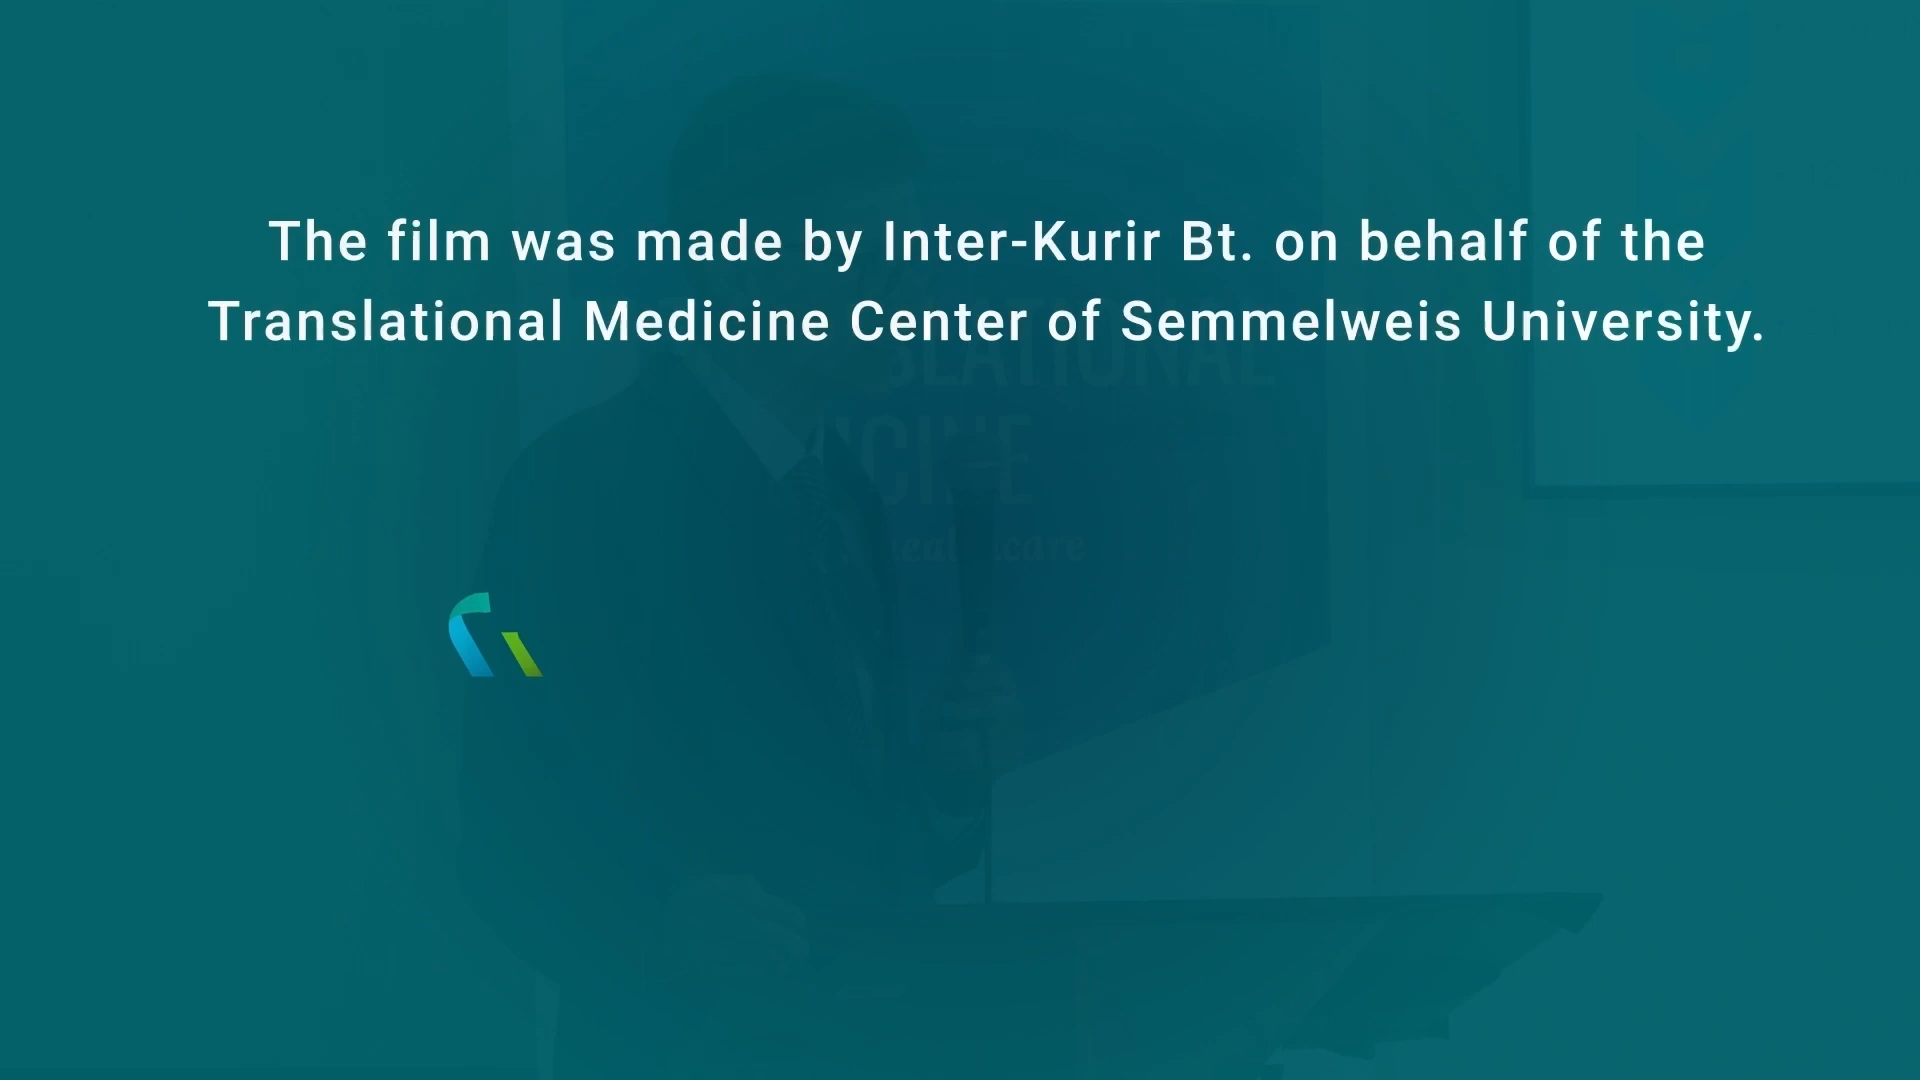 The film was made by Inter-Kurir Bt. on behalf of the
Translational Medicine Center of Semmelweis University.